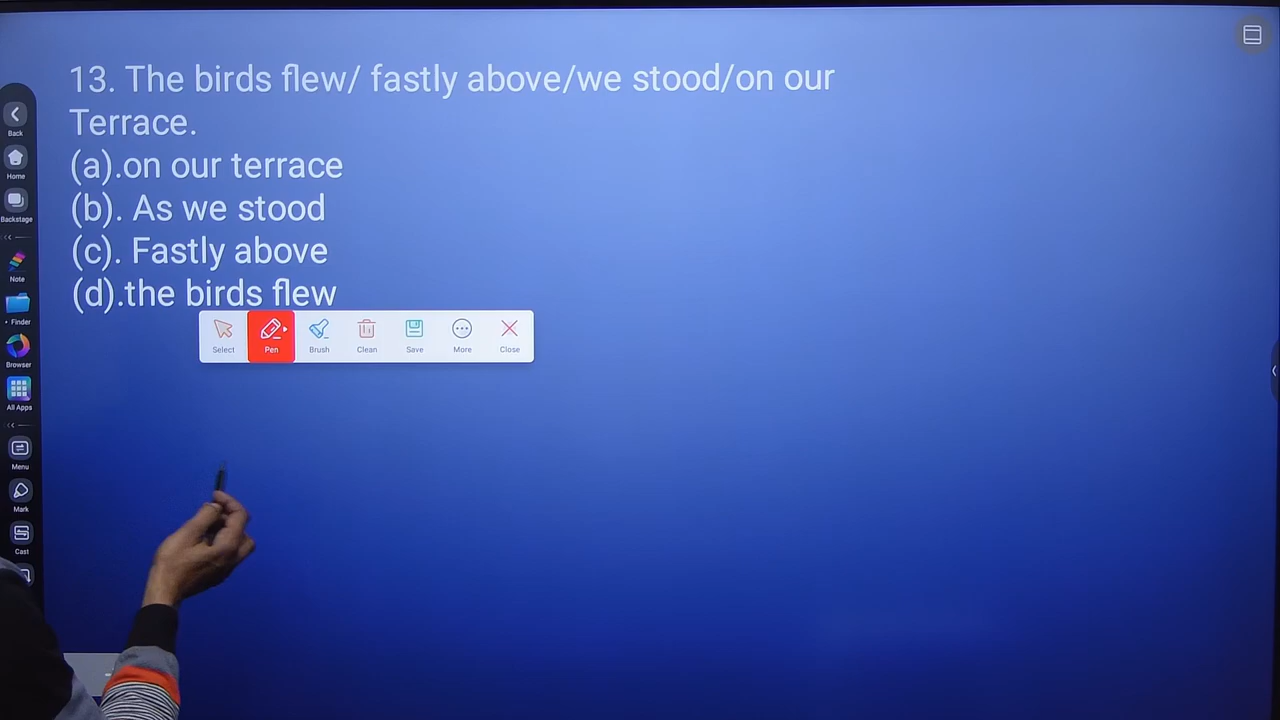 13. The birds flew/ fastly above/we stood/on our
Terrace.
(a).on our terrace
(b). As we stood
(c). Fastly above
(d).the birds flew
Select Pen Brush Clean Save More Close
Back
Home
Backstage
Note
Finder
Browser
All Apps
Menu
Mark
Cast